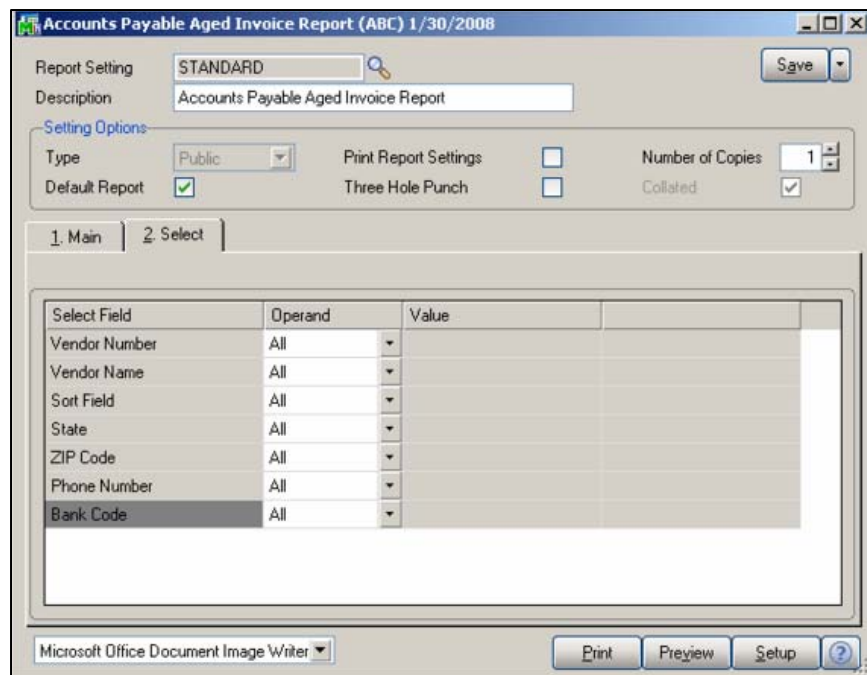 Accounts Payable Aged Invoice Report (ABC) 1/30/2008
Report Setting STANDARD Save
Description Accounts Payable Aged Invoice Report
Setting Options
Type Public Print Report Settings Number of Copies 1
Default Report Three Hole Punch Collated
1. Main 2. Select
Select Field Operand Value
Vendor Number All
Vendor Name All
Sort Field All
State All
ZIP Code All
Phone Number All
Bank Code All
Microsoft Office Document Image Writer Print Preview Setup ?